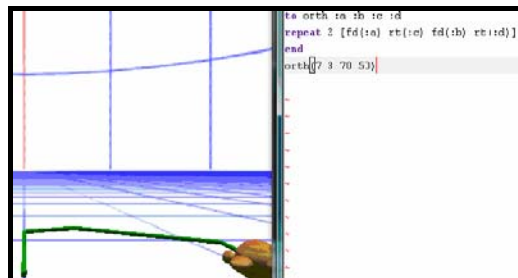 to orth :a :b :c :d
repeat 2 [fd(:a) rt(:c) fd(:b) rt(:d)]
end
orth(7 3 70 53)